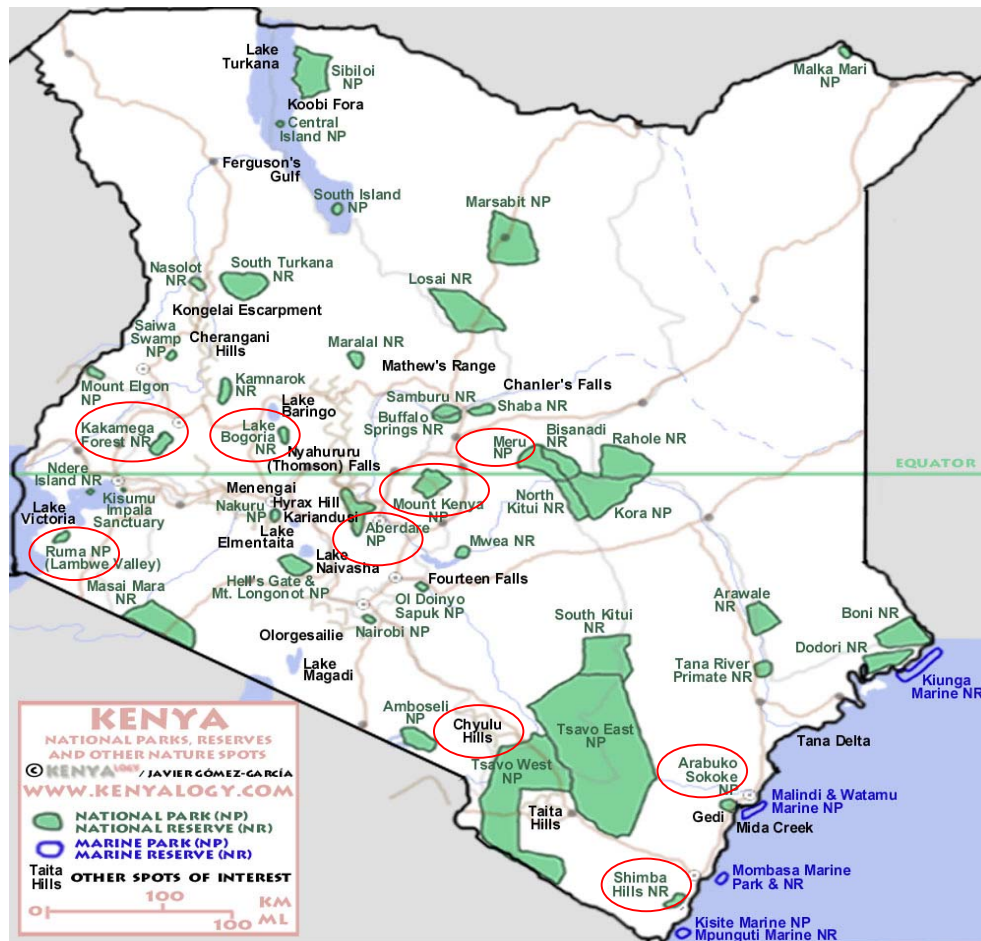 Lake
Turkana
Sibiloi
NP
Malka Mari
NP
Koobi Fora
Central
Island NP
Ferguson's
Gulf
South Island
NP
Marsabit NP
Nasolot
NR
South Turkana
NR
Losai NR
Kongelai Escarpment
Saiwa
Swamp
NP
Cherangani
Hills
Maralal NR
Mathew's Range
Mount Elgon
NP
Kamnarok
NR
Lake
Baringo
Samburu NR
Buffalo
Springs NR
Chanler's Falls
Shaba NR
Kakamega
Forest NR
Lake
Bogoria
NR
Nyahururu
(Thomson) Falls
Meru
NP
Bisanadi
NR
Rahole NR
EQUATOR
Ndere
Island NR
Kisumu
Impala
Sanctuary
Menengai
Hyrax Hill
Nakuru
NP
Kariandusi
Mount Kenya
NP
North
Kitui NR
Kora NP
Lake
Victoria
Lake
Elmentaita
Aberdare
NP
Mwea NR
Ruma NP
(Lambwe Valley)
Lake
Naivasha
Hell's Gate &
Mt. Longonot NP
Fourteen Falls
Ol Doinyo
Sapuk NP
Masai Mara
NR
Nairobi NP
Olorgesailie
South Kitui
NR
Arawale
NR
Boni NR
Dodori NR
Lake
Magadi
Tana River
Primate NR
Kiunga
Marine NR
Amboseli
NP
Chyulu
Hills
Tsavo East
NP
Tsavo West
NP
Tana Delta
Arabuko
Sokoke
NP
Malindi & Watamu
Marine NP
Gedi
Mida Creek
Taita
Hills
Shimba
Hills NR
Mombasa Marine
Park & NR
Kisite Marine NP
Mpunguti Marine NR
KENYA
NATIONAL PARKS, RESERVES
AND OTHER NATURE SPOTS
© KENYALOGY / JAVIER GÓMEZ-GARCÍA
WWW.KENYALOGY.COM
NATIONAL PARK (NP)
NATIONAL RESERVE (NR)
MARINE PARK (NP)
MARINE RESERVE (NR)
Taita
Hills
OTHER SPOTS OF INTEREST
0 100 KM
100 ML